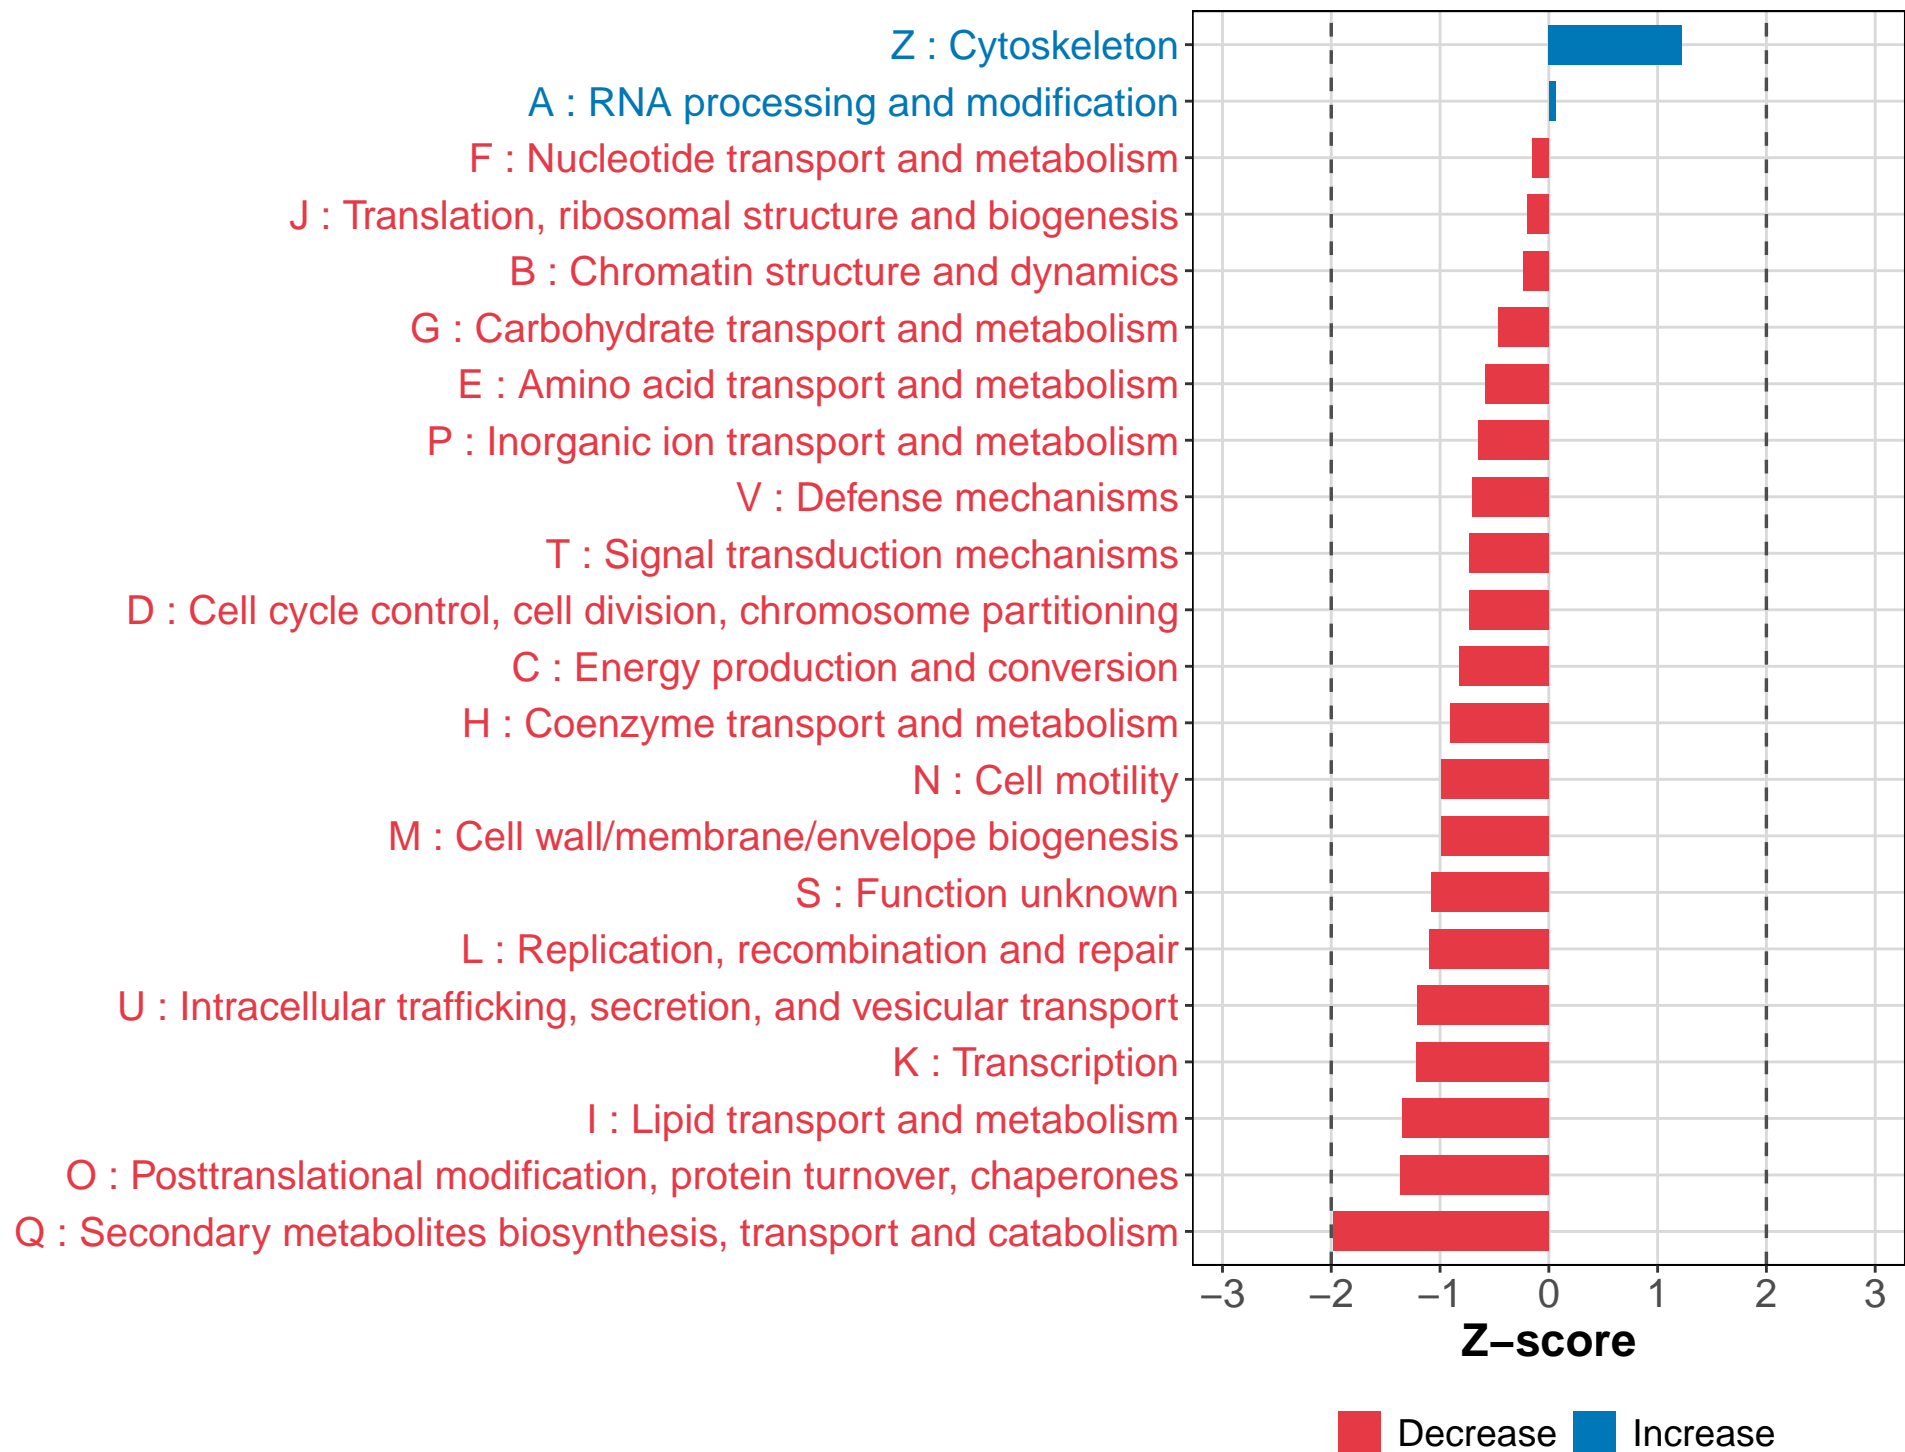 Z : Cytoskeleton
A : RNA processing and modification
F : Nucleotide transport and metabolism
J : Translation, ribosomal structure and biogenesis
B : Chromatin structure and dynamics
G : Carbohydrate transport and metabolism
E : Amino acid transport and metabolism
P : Inorganic ion transport and metabolism
V : Defense mechanisms
T : Signal transduction mechanisms
D : Cell cycle control, cell division, chromosome partitioning
C : Energy production and conversion
H : Coenzyme transport and metabolism
N : Cell motility
M : Cell wall/membrane/envelope biogenesis
S : Function unknown
L : Replication, recombination and repair
U : Intracellular trafficking, secretion, and vesicular transport
K : Transcription
I : Lipid transport and metabolism
O : Posttranslational modification, protein turnover, chaperones
Q : Secondary metabolites biosynthesis, transport and catabolism
−3 −2 −1 0 1 2 3
Z−score
Decrease Increase